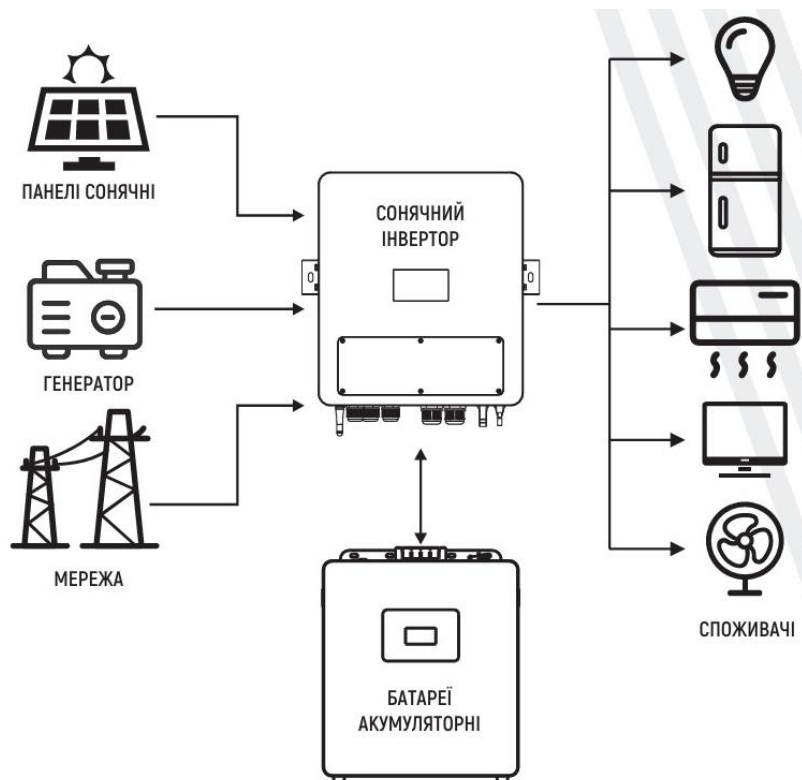 ПАНЕЛІ СОНЯЧНІ
СОНЯЧНИЙ
ІНВЕРТОР
ГЕНЕРАТОР
МЕРЕЖА
БАТАРЕЇ
АКУМУЛЯТОРНІ
СПОЖИВАЧІ